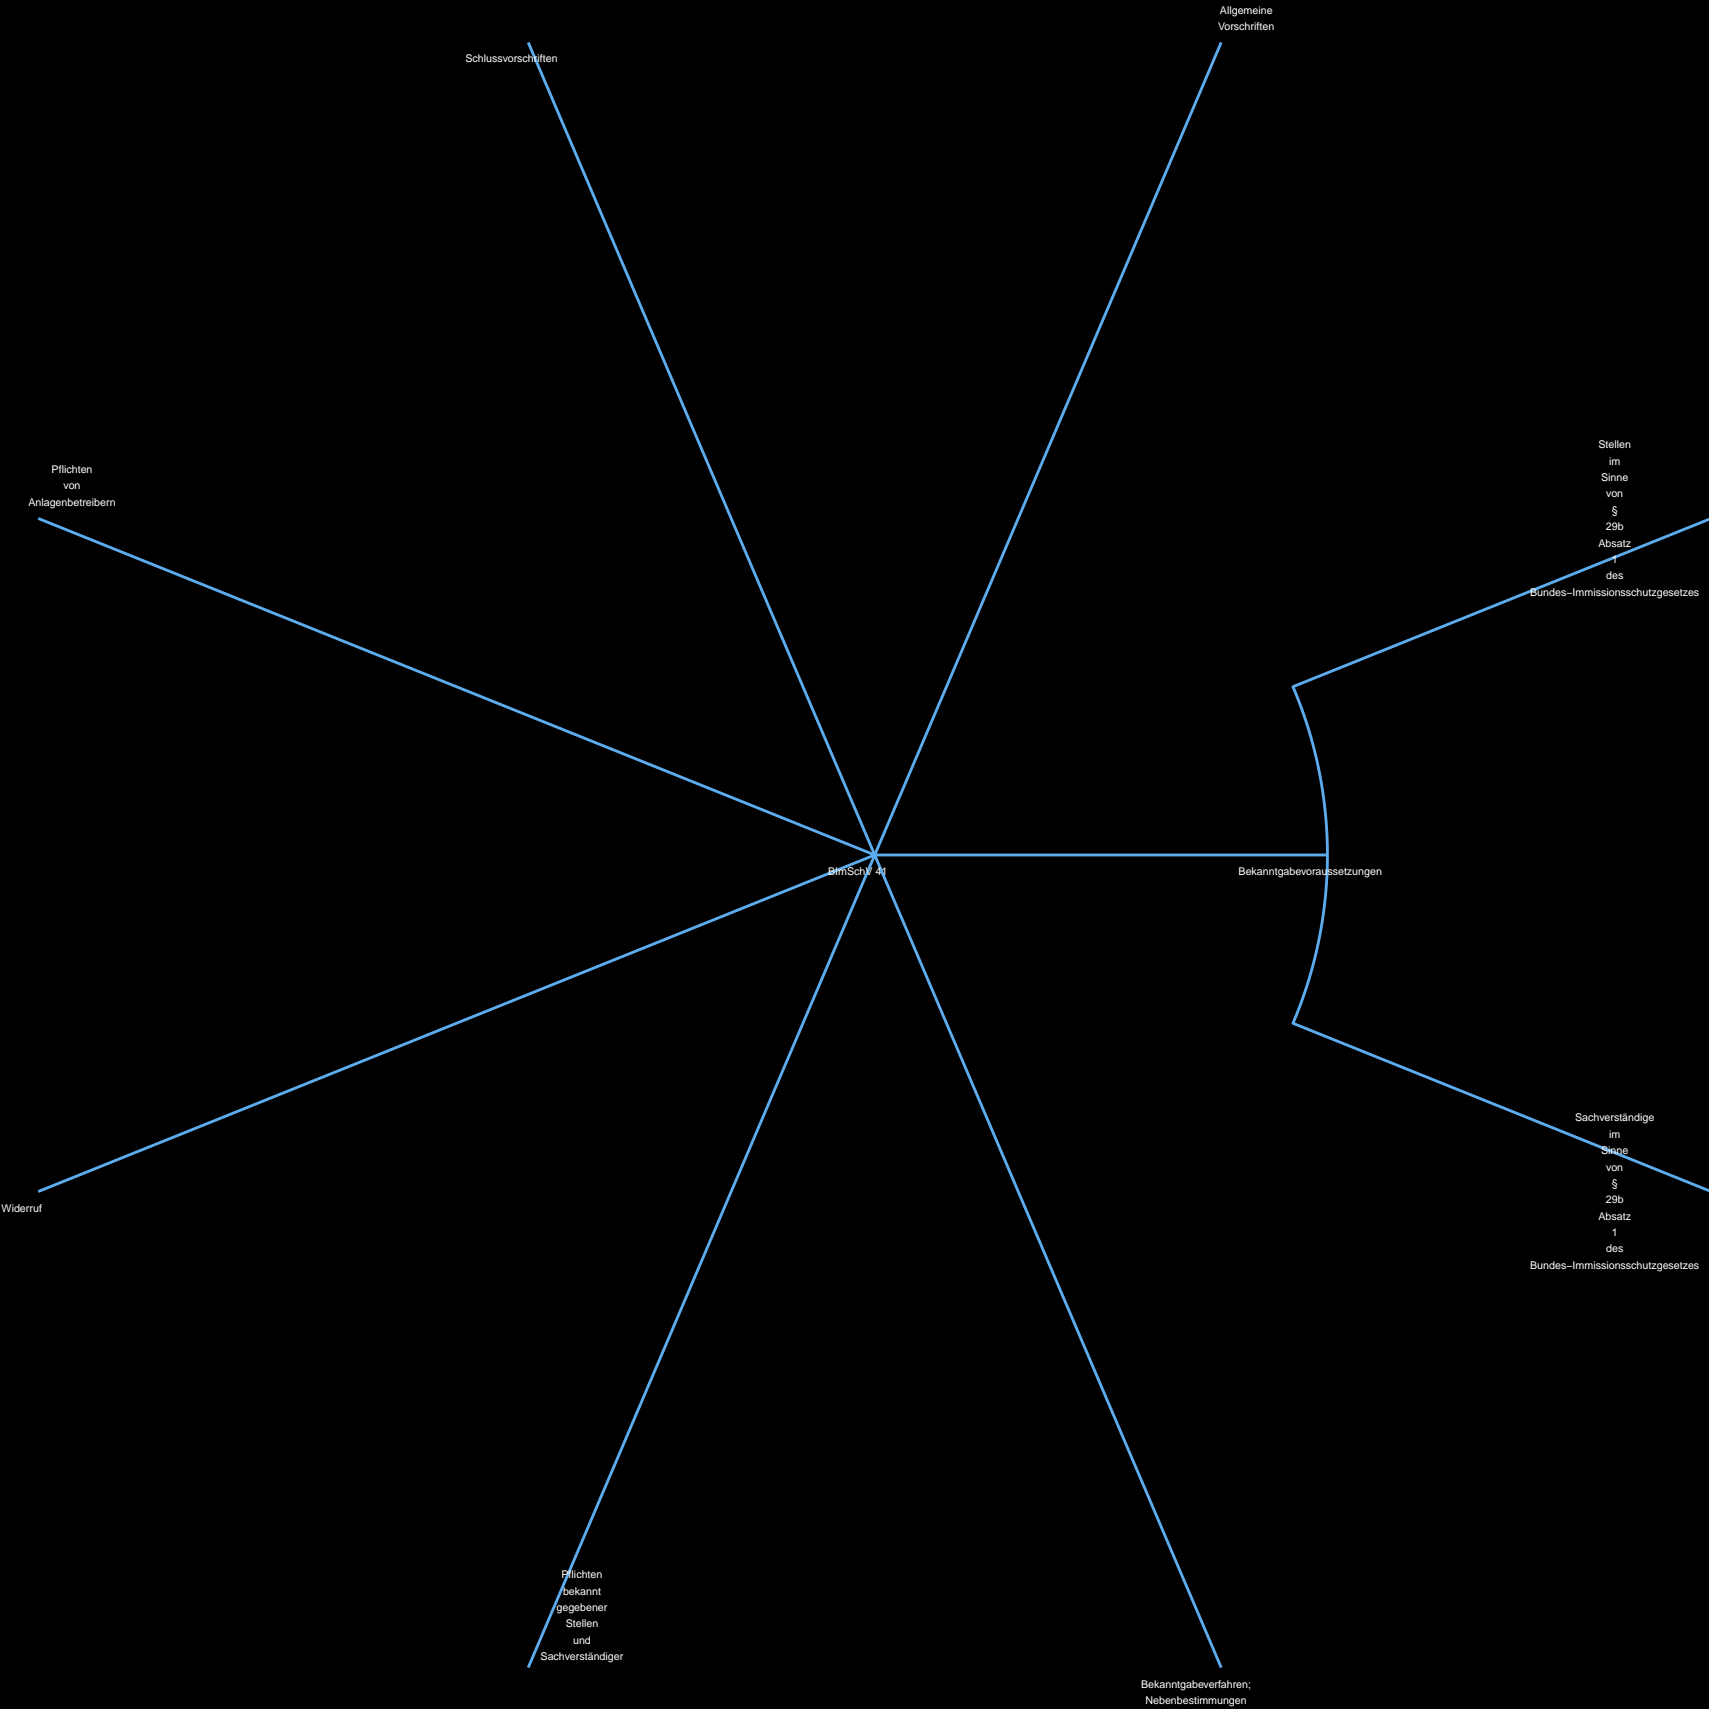 Allgemeine
Vorschriften
Schlussvorschriften
Stellen
im
Sinne
von
§
29b
Absatz
1
des
Bundes–Immissionsschutzgesetzes
Pflichten
von
Anlagenbetreibern
BImSchV 41
Bekanntgabevoraussetzungen
Sachverständige
im
Sinne
von
§
29b
Absatz
1
des
Bundes–Immissionsschutzgesetzes
Widerruf
Pflichten
bekannt
gegebener
Stellen
und
Sachverständiger
Bekanntgabeverfahren;
Nebenbestimmungen